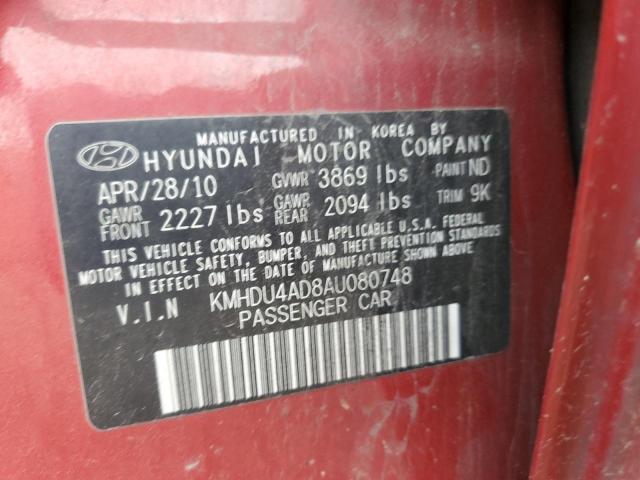 MANUFACTURED IN KOREA BY
HYUNDAI MOTOR COMPANY
APR/28/10 GVWR 3869 lbs PAINT ND
GAWR FRONT 2227 lbs GAWR REAR 2094 lbs TRIM 9K
THIS VEHICLE CONFORMS TO ALL APPLICABLE U.S.A. FEDERAL
MOTOR VEHICLE SAFETY, BUMPER, AND THEFT PREVENTION STANDARDS
IN EFFECT ON THE DATE OF MANUFACTURE SHOWN ABOVE.
V.I.N KMHDU4AD8AU080748
PASSENGER CAR